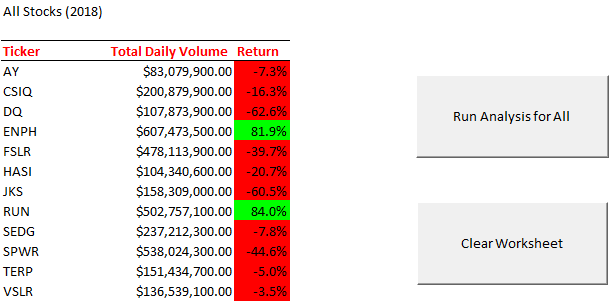 All Stocks (2018)
Ticker Total Daily Volume Return
AY $83,079,900.00 -7.3%
CSIQ $200,879,900.00 -16.3%
DQ $107,873,900.00 -62.6%
ENPH $607,473,500.00 81.9%
FSLR $478,113,900.00 -39.7%
HASI $104,340,600.00 -20.7%
JKS $158,309,000.00 -60.5%
RUN $502,757,100.00 84.0%
SEDG $237,212,300.00 -7.8%
SPWR $538,024,300.00 -44.6%
TERP $151,434,700.00 -5.0%
VSLR $136,539,100.00 -3.5%
Run Analysis for All
Clear Worksheet